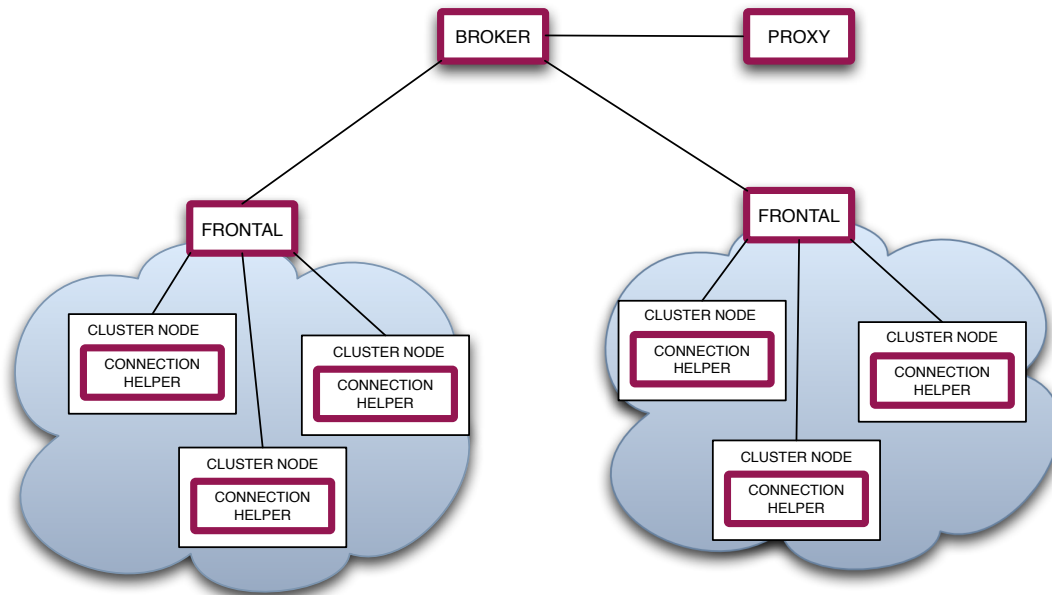 BROKER
PROXY
FRONTAL
FRONTAL
CLUSTER NODE
CONNECTION
HELPER
CLUSTER NODE
CONNECTION
HELPER
CLUSTER NODE
CONNECTION
HELPER
CLUSTER NODE
CONNECTION
HELPER
CLUSTER NODE
CONNECTION
HELPER
CLUSTER NODE
CONNECTION
HELPER